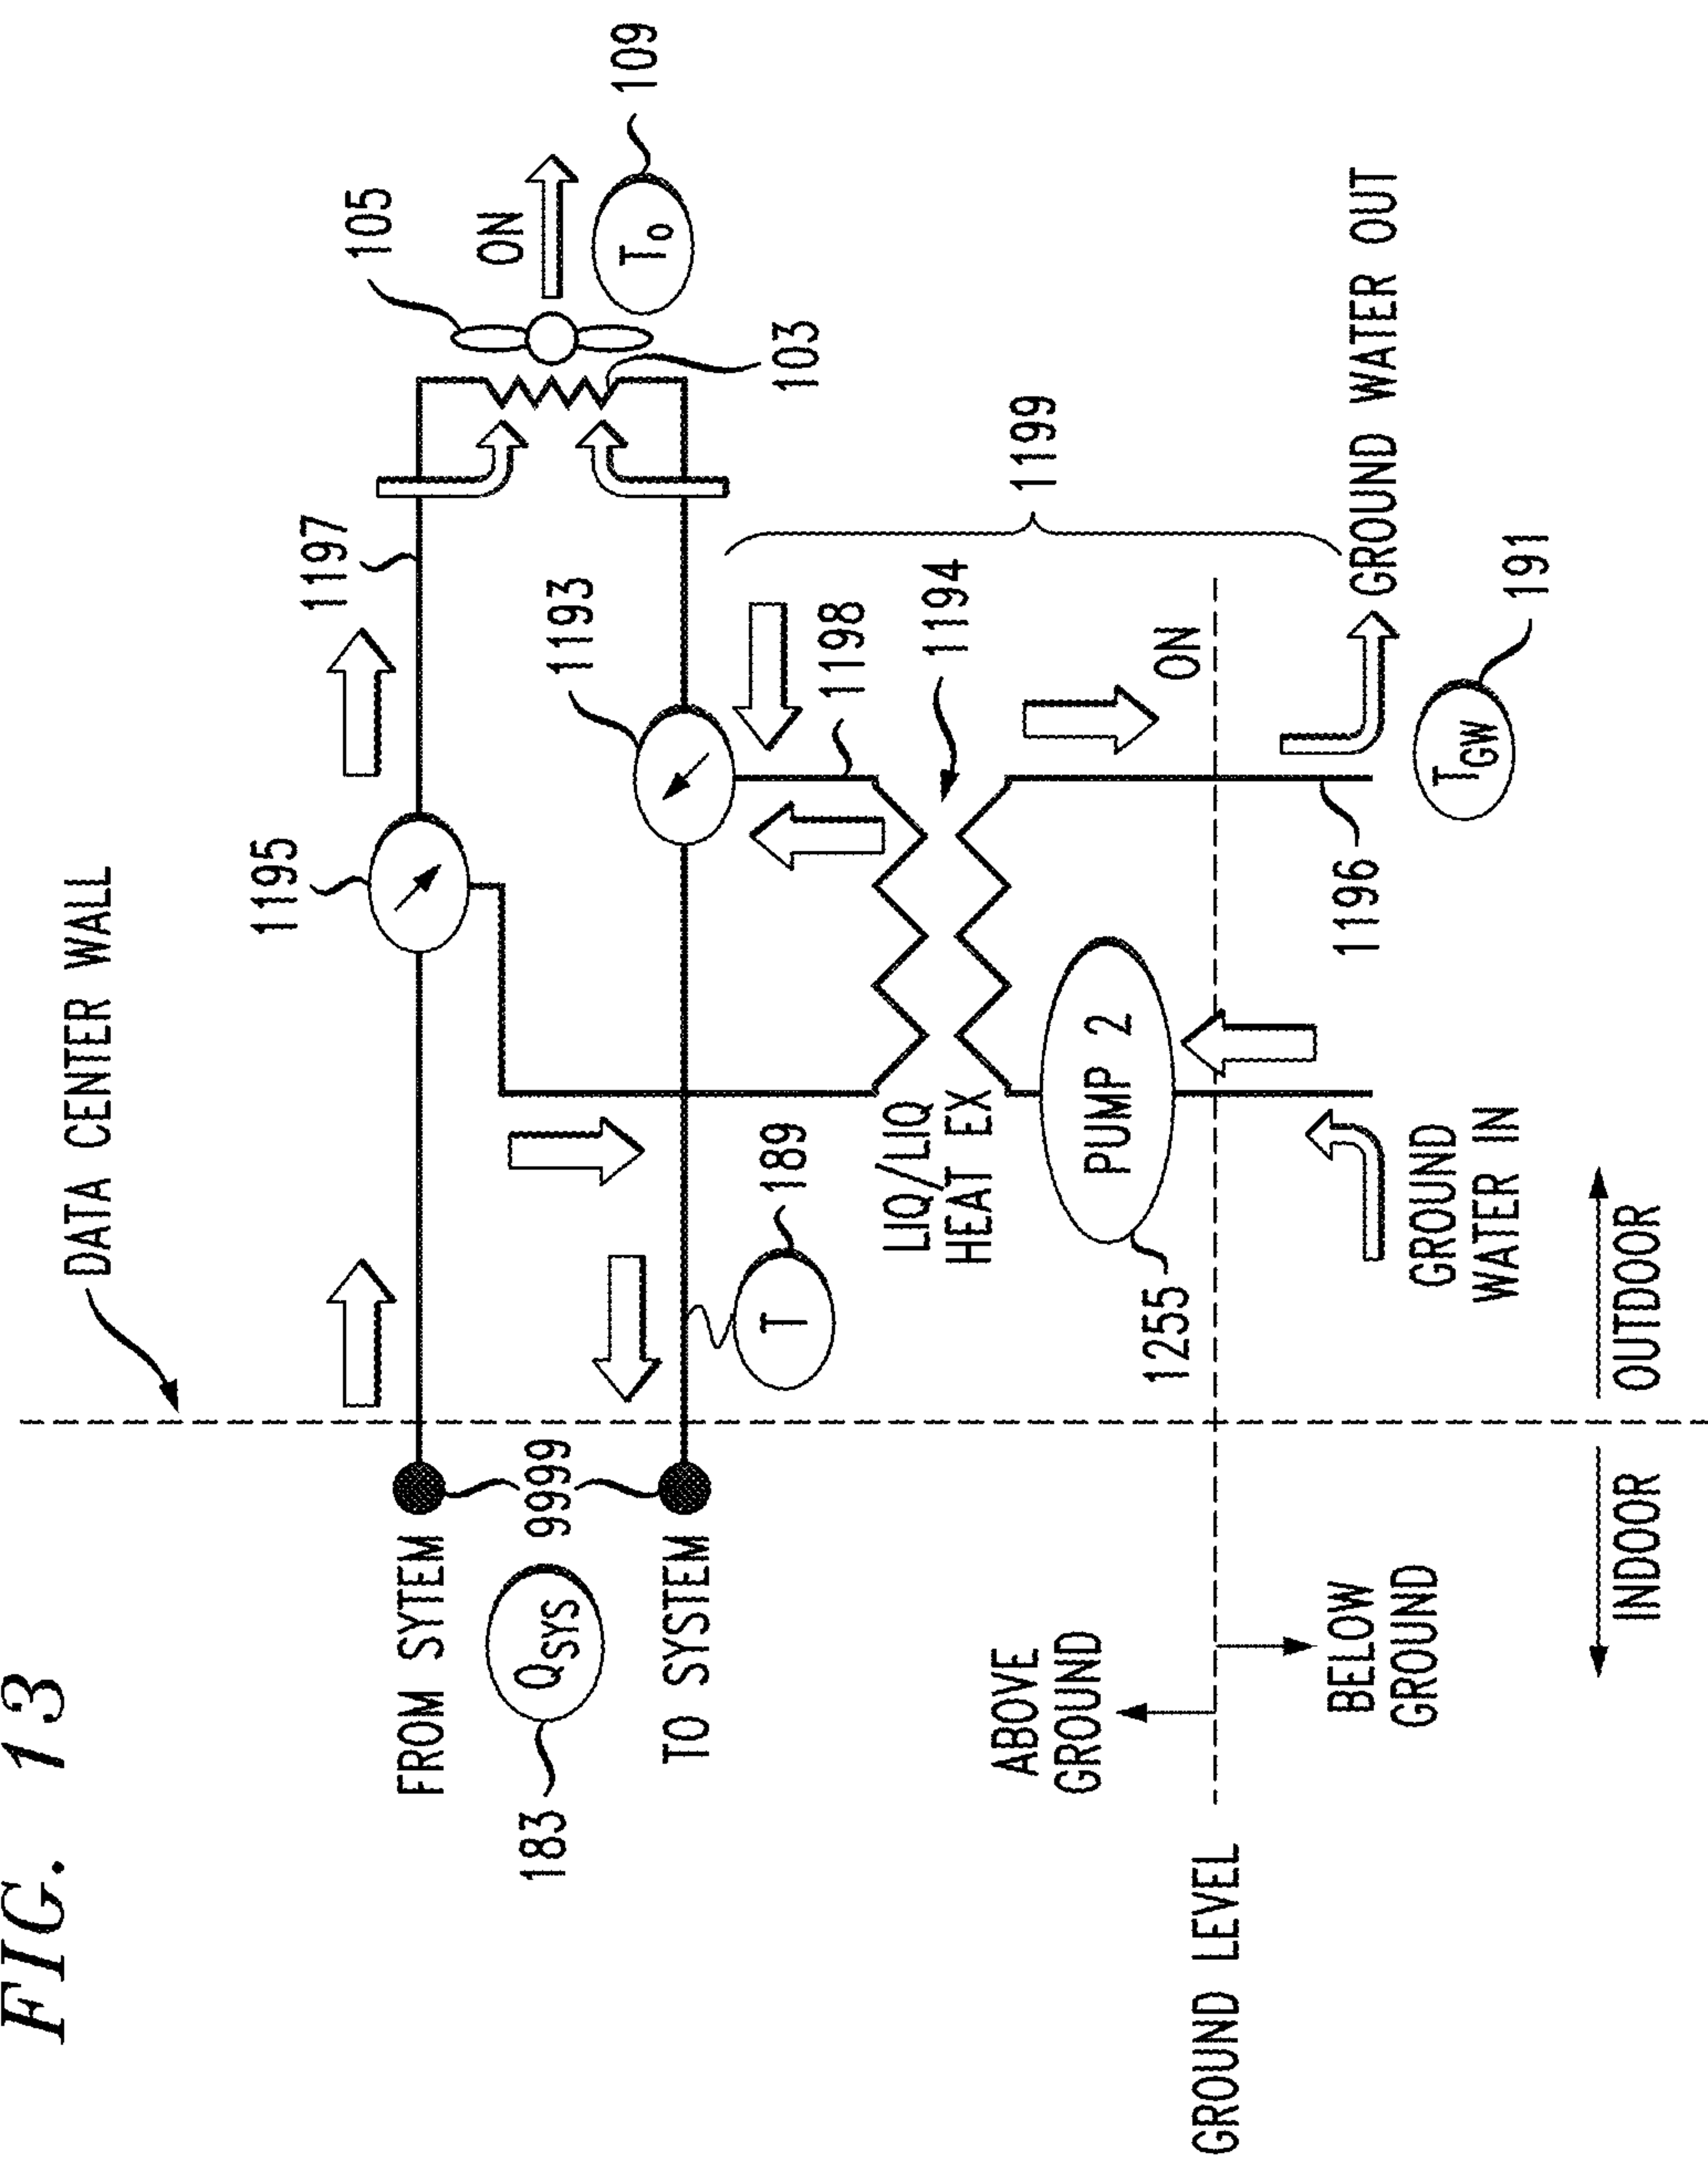 FIG. 13
DATA CENTER WALL
1195
1197
105
ON
109
T0
103
FROM SYTEM
9999
QSYS
183
TO SYSTEM
1193
189
T
1198
1199
1194
LIQ/LIQ
HEAT EX
PUMP 2
1255
ON
ABOVE
GROUND
GROUND LEVEL
BELOW
GROUND
1196
GROUND
WATER IN
GROUND WATER OUT
TGW
191
INDOOR
OUTDOOR